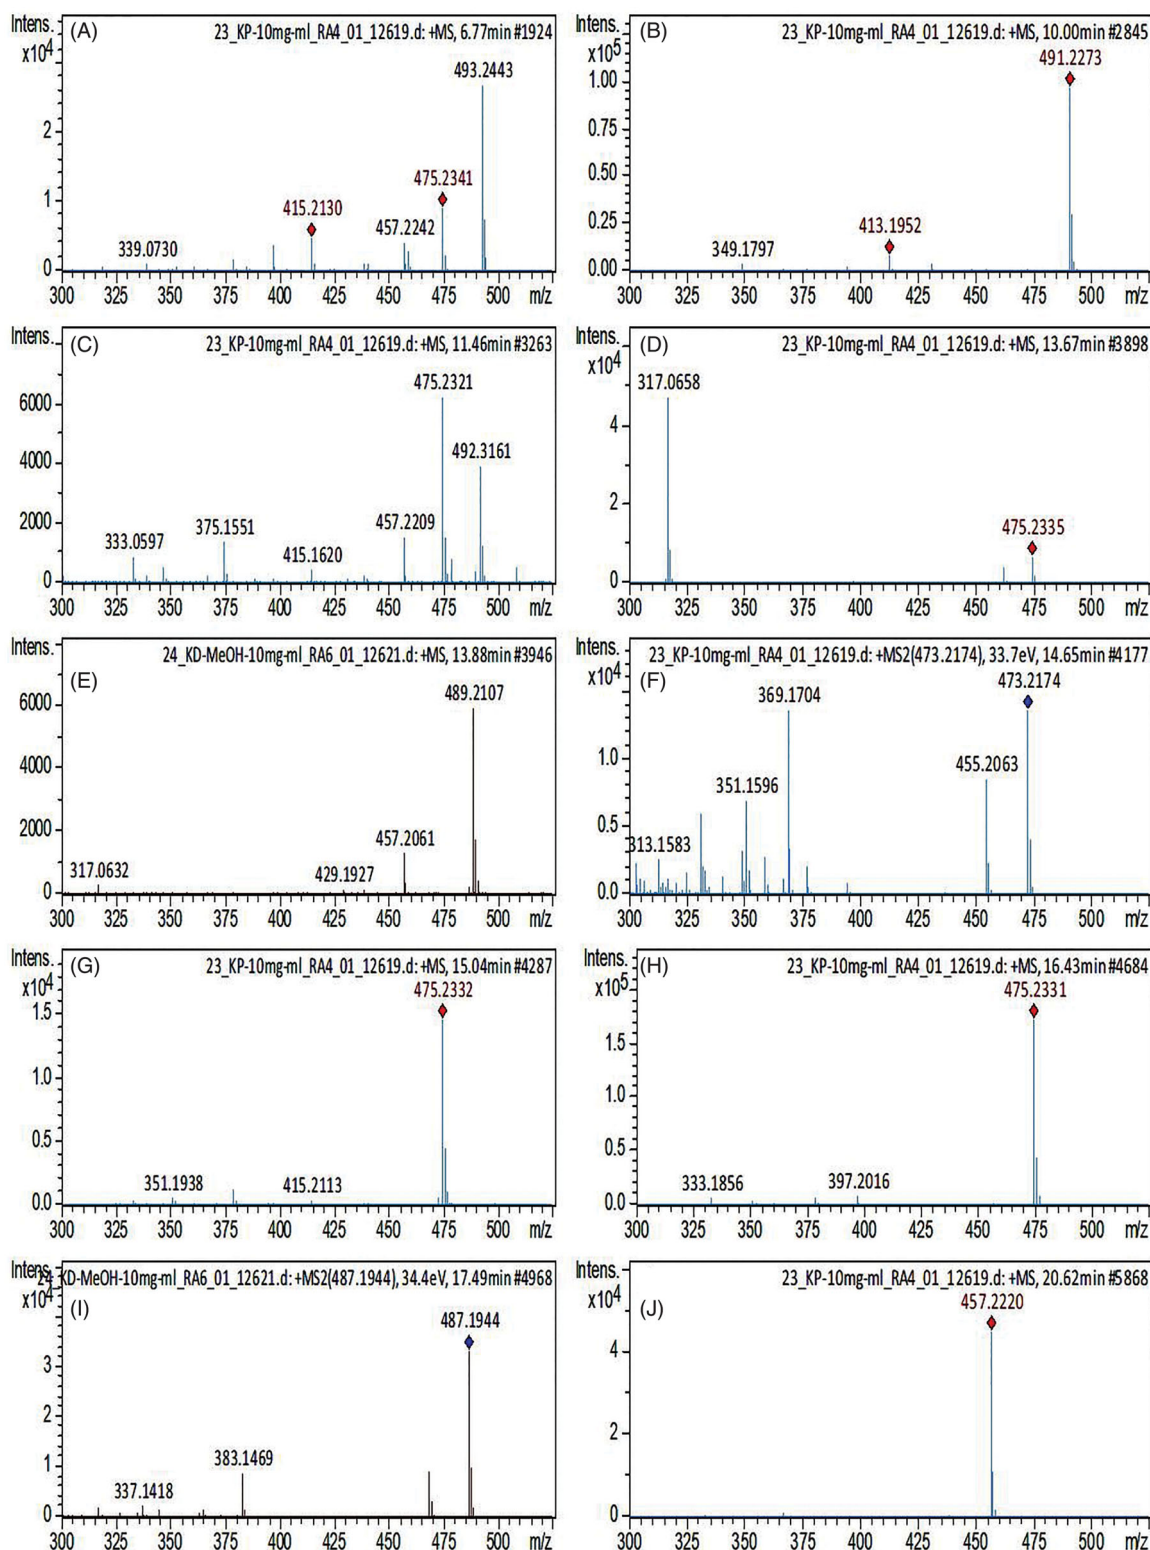 Intens. (A) 23_KP-10mg-ml_RA4_01_12619.d: +MS, 6.77min #1924
x10^4
493.2443
2
475.2341
415.2130
1
457.2242
339.0730
0
300 325 350 375 400 425 450 475 500 m/z
Intens. (B) 23_KP-10mg-ml_RA4_01_12619.d: +MS, 10.00min #2845
x10^5
491.2273
1.00
0.75
0.50
0.25
413.1952
349.1797
0.00
300 325 350 375 400 425 450 475 500 m/z
Intens. (C) 23_KP-10mg-ml_RA4_01_12619.d: +MS, 11.46min #3263
475.2321
6000
492.3161
4000
457.2209
375.1551
2000
333.0597
415.1620
0
300 325 350 375 400 425 450 475 500 m/z
Intens. (D) 23_KP-10mg-ml_RA4_01_12619.d: +MS, 13.67min #3898
x10^4
317.0658
4
2
475.2335
0
300 325 350 375 400 425 450 475 500 m/z
Intens. 24_KD-MeOH-10mg-ml_RA6_01_12621.d: +MS, 13.88min #3946
(E)
489.2107
6000
4000
2000
457.2061
317.0632
429.1927
0
300 325 350 375 400 425 450 475 500 m/z
Intens. 23_KP-10mg-ml_RA4_01_12619.d: +MS2(473.2174), 33.7eV, 14.65min #4177
x10^4 (F)
473.2174
369.1704
1.0
455.2063
351.1596
0.5
313.1583
0.0
300 325 350 375 400 425 450 475 500 m/z
Intens. (G) 23_KP-10mg-ml_RA4_01_12619.d: +MS, 15.04min #4287
x10^4
475.2332
1.5
1.0
0.5
351.1938
415.2113
0.0
300 325 350 375 400 425 450 475 500 m/z
Intens. (H) 23_KP-10mg-ml_RA4_01_12619.d: +MS, 16.43min #4684
x10^5
475.2331
1.5
1.0
0.5
333.1856
397.2016
0.0
300 325 350 375 400 425 450 475 500 m/z
Intens. 24_KD-MeOH-10mg-ml_RA6_01_12621.d: +MS2(487.1944), 34.4eV, 17.49min #4968
x10^4 (I)
487.1944
3
2
383.1469
1
337.1418
0
300 325 350 375 400 425 450 475 500 m/z
Intens. 23_KP-10mg-ml_RA4_01_12619.d: +MS, 20.62min #5868
x10^4 (J)
457.2220
4
2
0
300 325 350 375 400 425 450 475 500 m/z